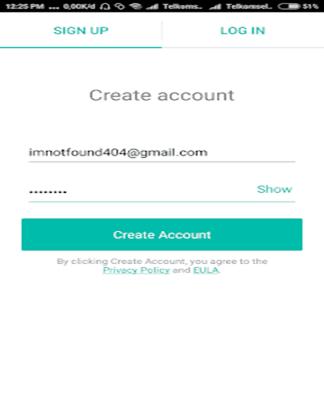 12:25 PM ... 0,00K/d Telkoms.. Telkomsel.. 51%
SIGN UP LOG IN
Create account
imnotfound404@gmail.com
•••••••• Show
Create Account
By clicking Create Account, you agree to the
Privacy Policy and EULA.